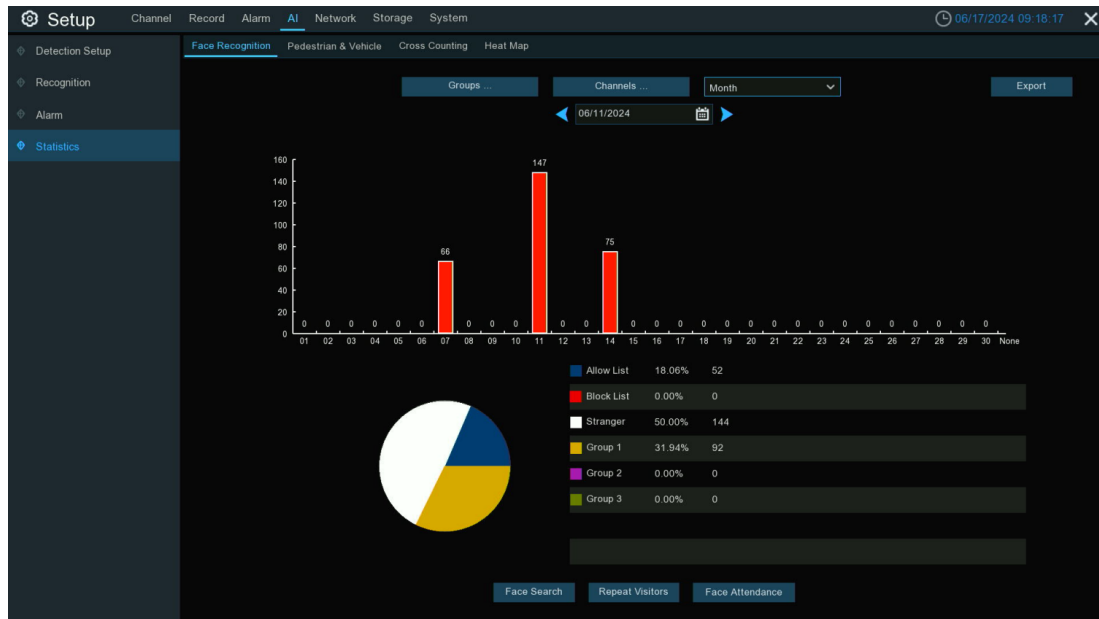 Setup Channel Record Alarm AI Network Storage System 06/17/2024 09:18:17
Detection Setup
Recognition
Alarm
Statistics
Face Recognition Pedestrian & Vehicle Cross Counting Heat Map
Groups ... Channels ... Month Export
06/11/2024
160
140
120
100
80
60
40
20
0
147
75
66
0 0 0 0 0 0 0 0 0 0 0 0 0 0 0 0 0 0 0 0 0 0 0 0 0 0 0
01 02 03 04 05 06 07 08 09 10 11 12 13 14 15 16 17 18 19 20 21 22 23 24 25 26 27 28 29 30 None
Allow List 18.06% 52
Block List 0.00% 0
Stranger 50.00% 144
Group 1 31.94% 92
Group 2 0.00% 0
Group 3 0.00% 0
Face Search Repeat Visitors Face Attendance